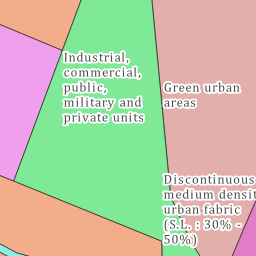 Industrial,
commercial,
public,
military and
private units
Green urban
areas
Discontinuous
medium densit
urban fabric
(S.L. : 30% -
50%)